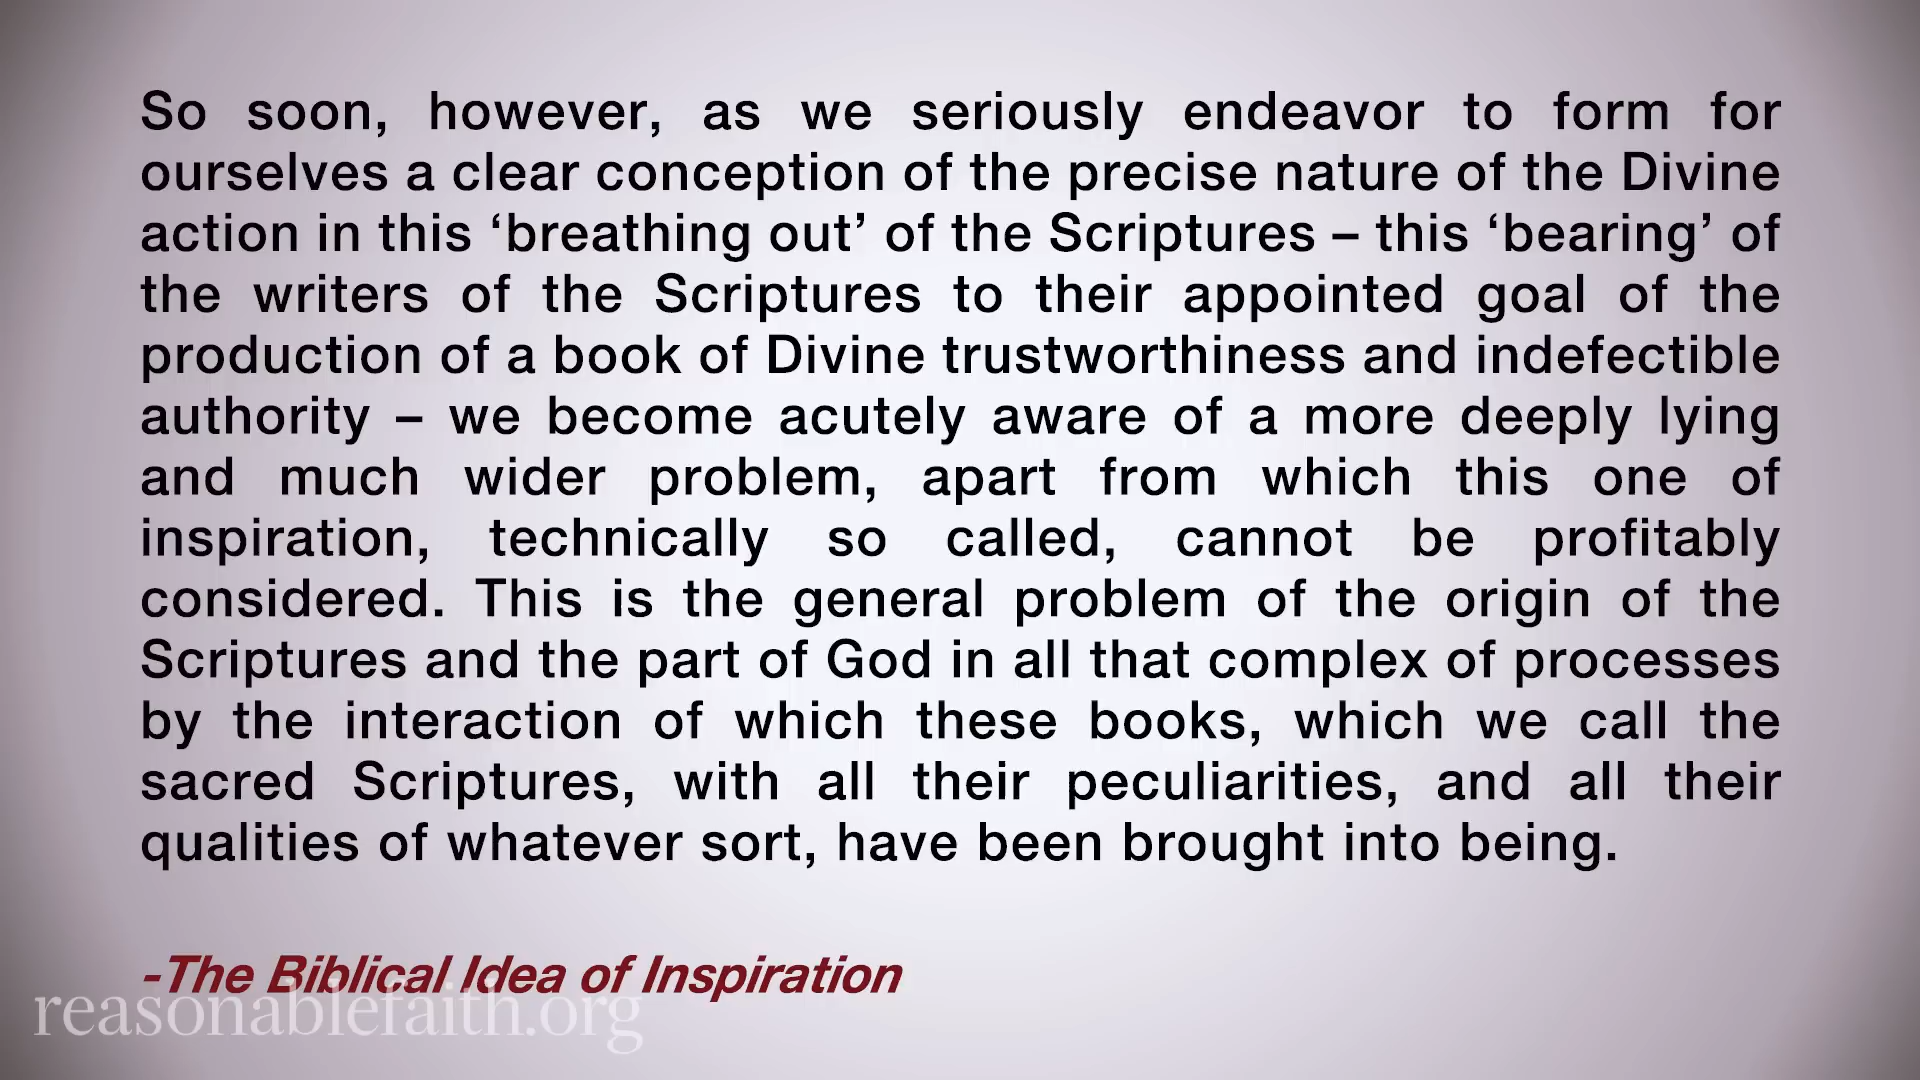 So soon, however, as we seriously endeavor to form for
ourselves a clear conception of the precise nature of the Divine
action in this ‘breathing out’ of the Scriptures – this ‘bearing’ of
the writers of the Scriptures to their appointed goal of the
production of a book of Divine trustworthiness and indefectible
authority – we become acutely aware of a more deeply lying
and much wider problem, apart from which this one of
inspiration, technically so called, cannot be profitably
considered. This is the general problem of the origin of the
Scriptures and the part of God in all that complex of processes
by the interaction of which these books, which we call the
sacred Scriptures, with all their peculiarities, and all their
qualities of whatever sort, have been brought into being.
-The Biblical Idea of Inspiration
reasonablefaith.org